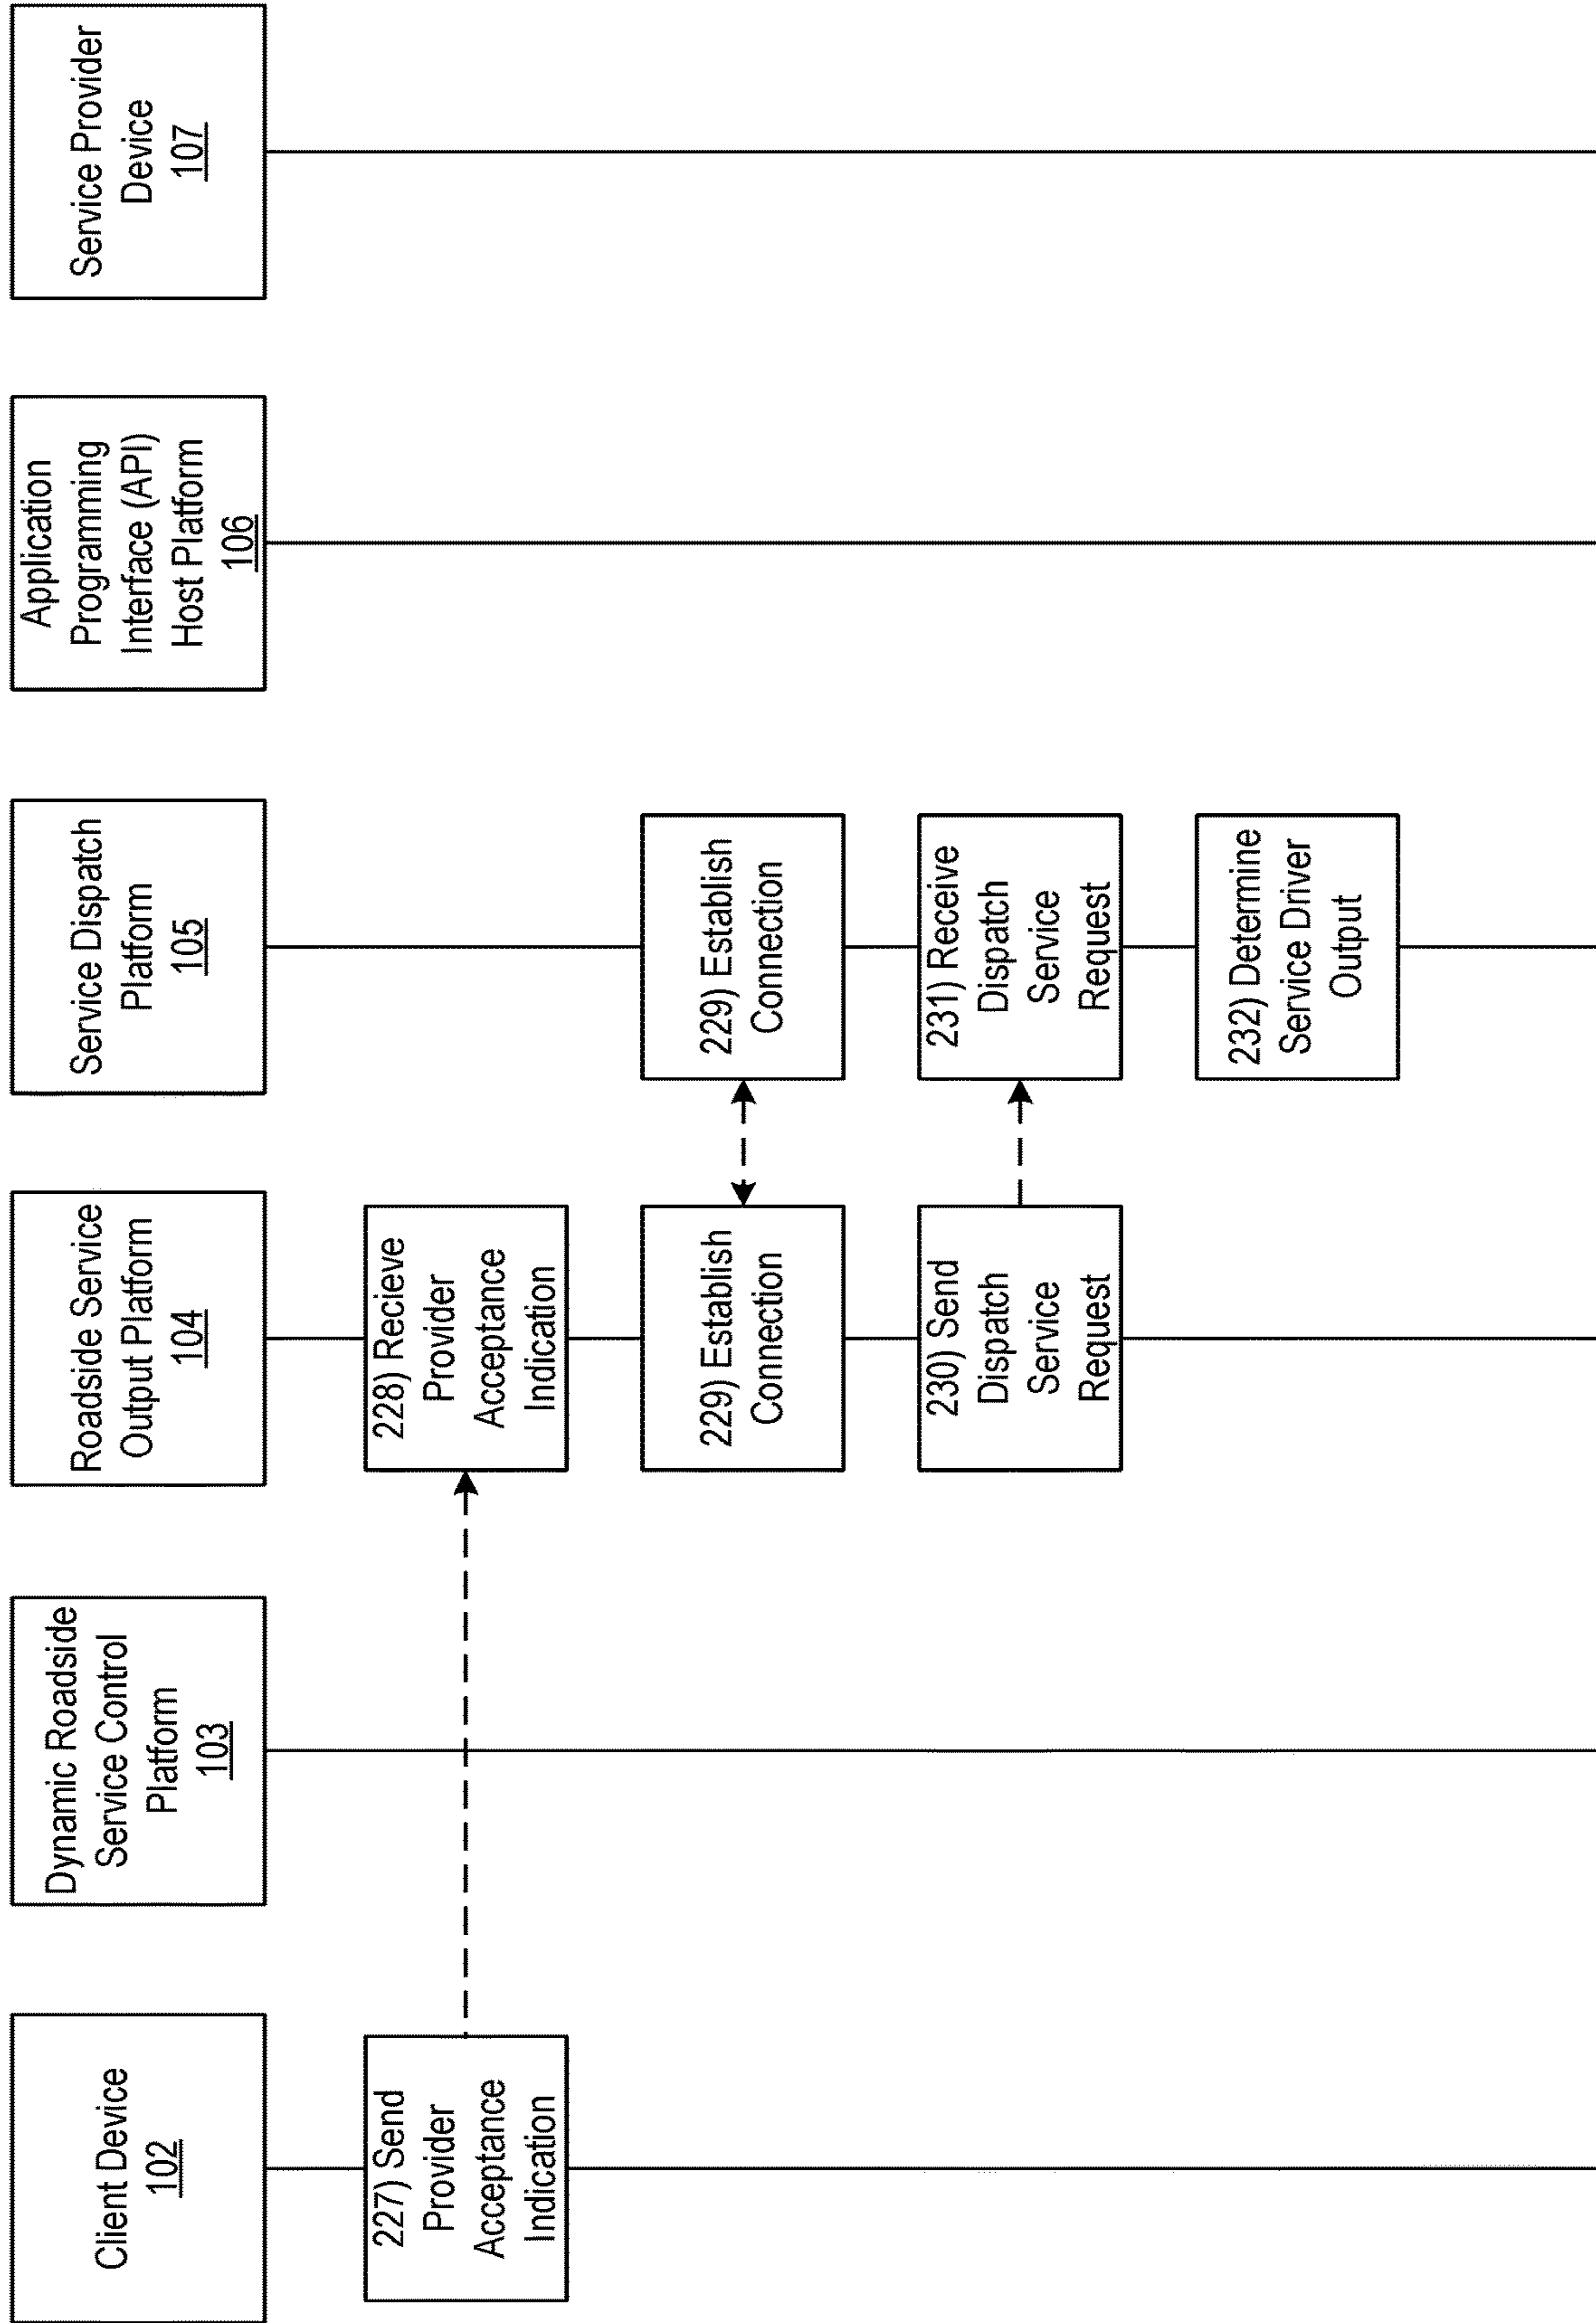 Client Device
102
Dynamic Roadside
Service Control
Platform
103
Roadside Service
Output Platform
104
Service Dispatch
Platform
105
Application
Programming
Interface (API)
Host Platform
106
Service Provider
Device
107
227) Send
Provider
Acceptance
Indication
228) Recieve
Provider
Acceptance
Indication
229) Establish
Connection
229) Establish
Connection
230) Send
Dispatch
Service
Request
231) Receive
Dispatch
Service
Request
232) Determine
Service Driver
Output